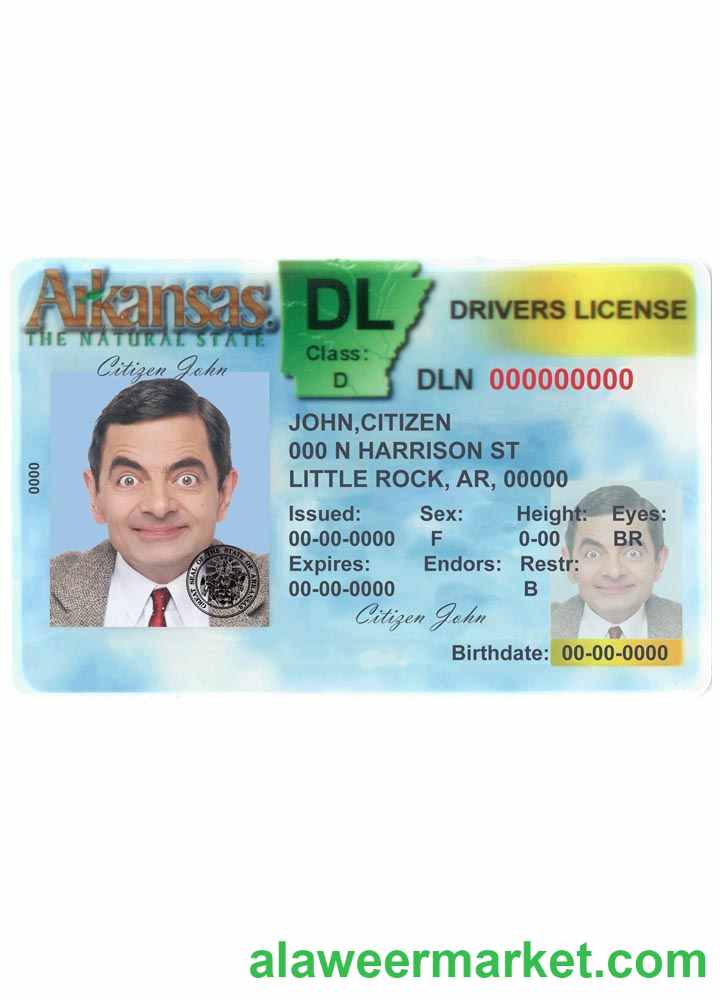 Arkansas®
THE NATURAL STATE
DL
Class:
D
DRIVERS LICENSE
DLN 000000000
Citizen John
0000
JOHN,CITIZEN
000 N HARRISON ST
LITTLE ROCK, AR, 00000
Issued: Sex: Height: Eyes:
00-00-0000 F 0-00 BR
Expires: Endors: Restr:
00-00-0000 B
Citizen John
Birthdate: 00-00-0000
GREAT SEAL OF THE STATE OF ARKANSAS
alaweermarket.com